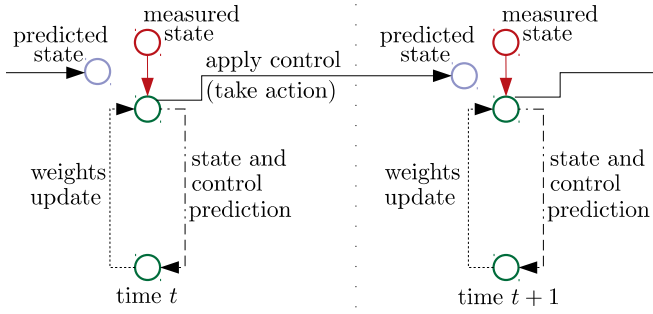 measured
state
predicted
state
apply control
(take action)
weights
update
state and
control
prediction
time t
measured
state
predicted
state
weights
update
state and
control
prediction
time t + 1